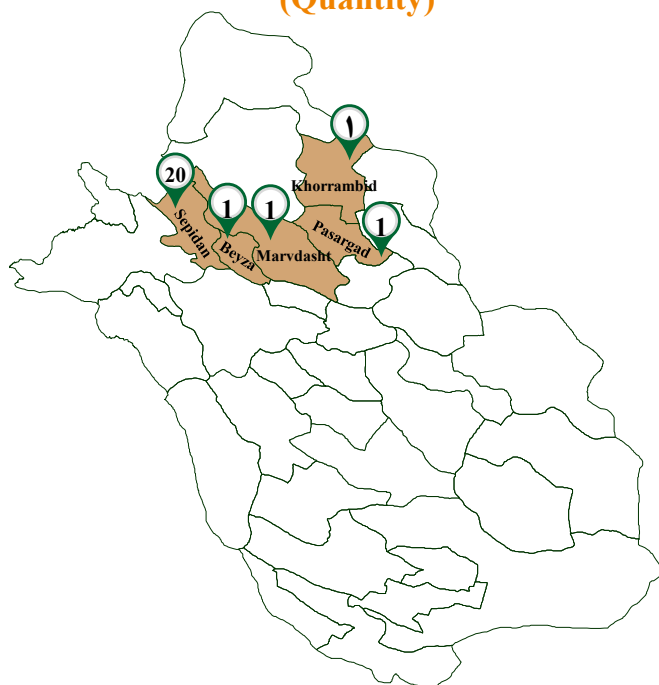 (Quantity)
۱
20
Khorrambid
1
1
1
Sepidan
Pasargad
Beyza
Marvdasht